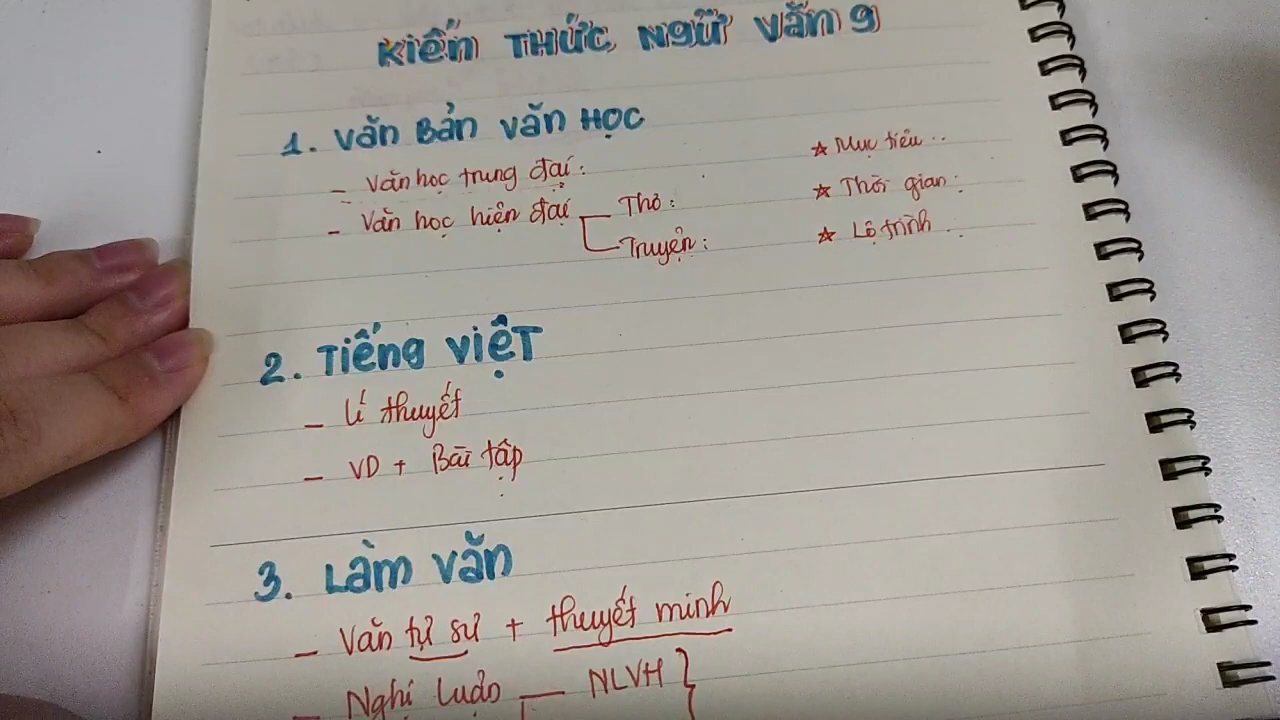 KIẾN THỨC NGỮ VĂN 9
1. VĂN BẢN VĂN HỌC
- Văn học trung đại:
- Văn học hiện đại
Thơ:
Truyện:
☆ Mục tiêu ..
☆ Thời gian:
☆ Lộ trình
2. TIẾNG VIỆT
- Lí thuyết
- VD + Bài tập
3. LÀM VĂN
- Văn tự sự + thuyết minh
- Nghị luận — NLVH }